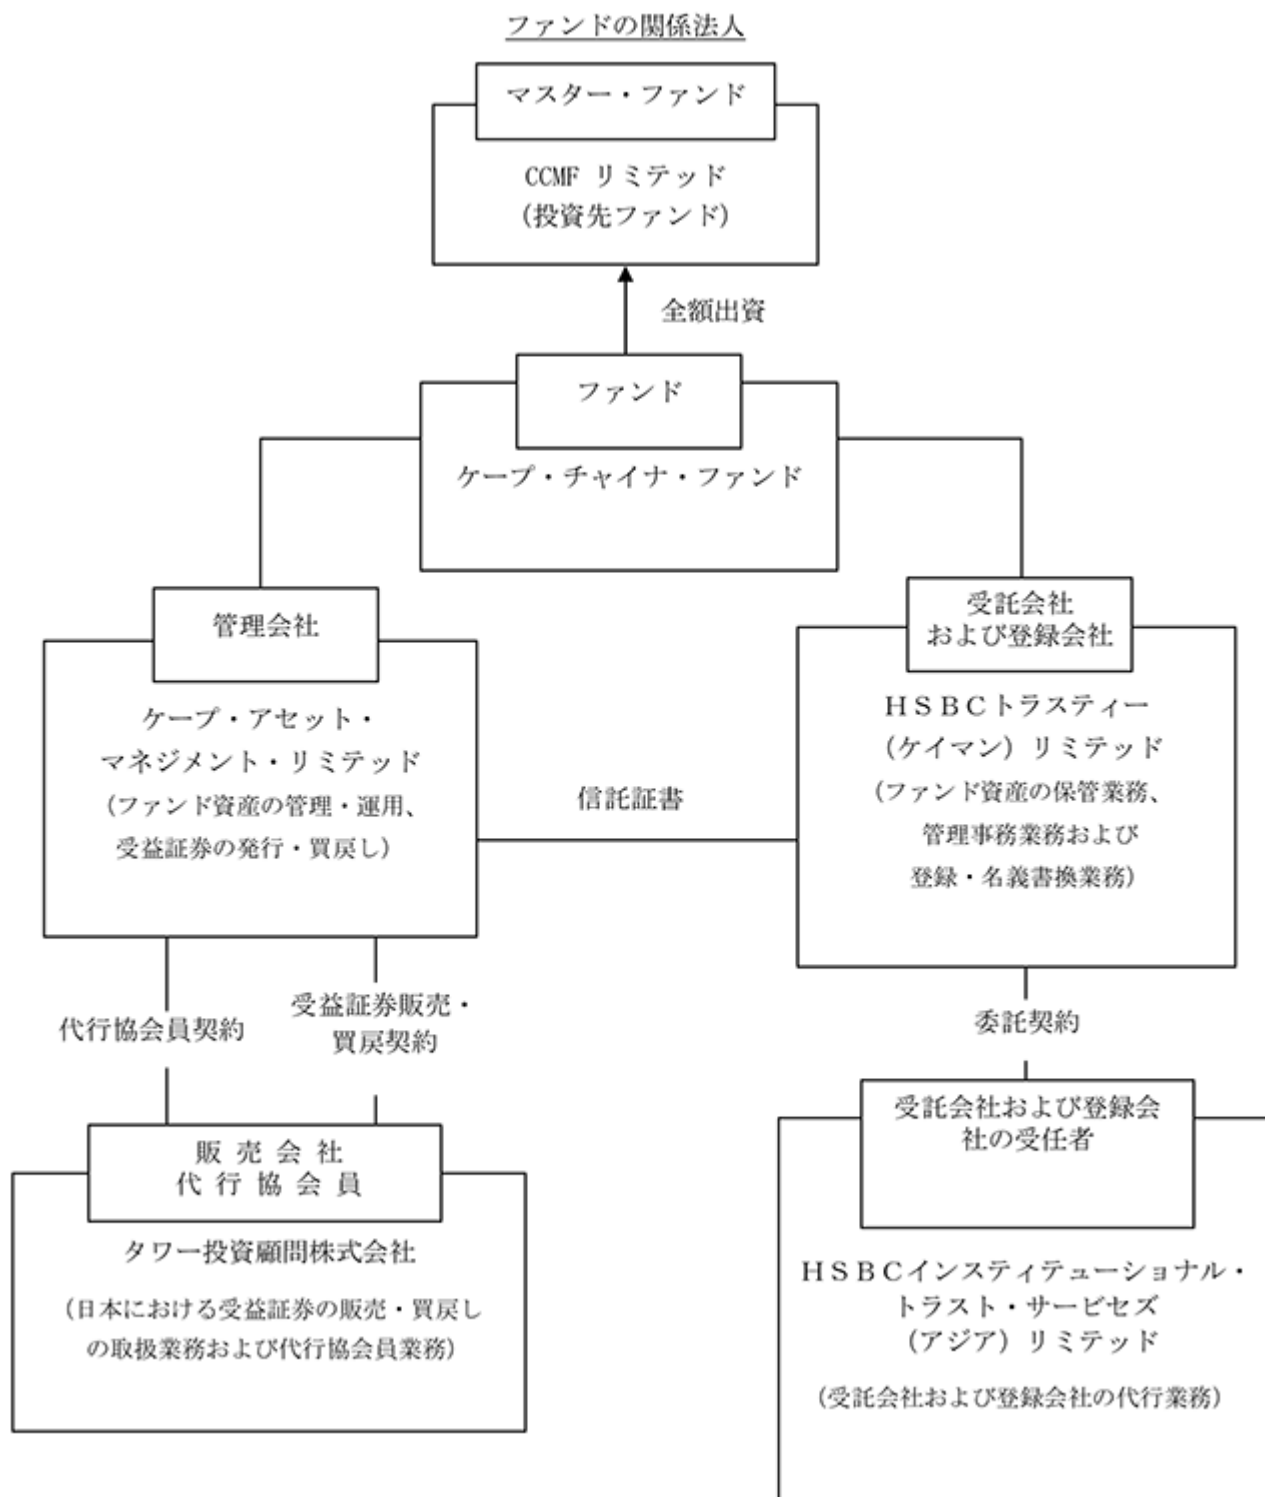 ファンドの関係法人
マスター・ファンド
CCMF リミテッド
（投資先ファンド）
全額出資
ファンド
ケープ・チャイナ・ファンド
管理会社
ケープ・アセット・
マネジメント・リミテッド
（ファンド資産の管理・運用、
受益証券の発行・買戻し）
信託証書
受託会社
および登録会社
ＨＳＢＣトラスティー
（ケイマン）リミテッド
（ファンド資産の保管業務、
管理事務業務および
登録・名義書換業務）
代行協会員契約
受益証券販売・
買戻契約
委託契約
販 売 会 社
代 行 協 会 員
タワー投資顧問株式会社
（日本における受益証券の販売・買戻し
の取扱業務および代行協会員業務）
受託会社および登録会
社の受任者
ＨＳＢＣインスティテューショナル・
トラスト・サービセズ
（アジア）リミテッド
（受託会社および登録会社の代行業務）